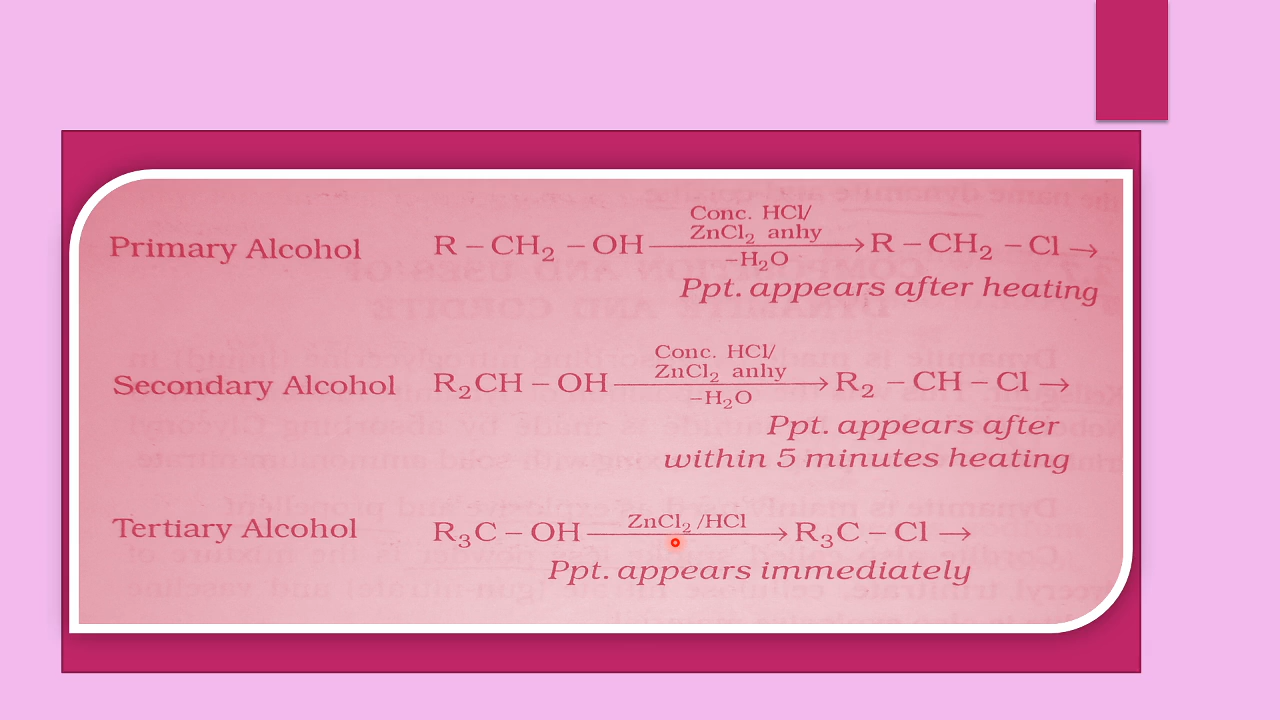 Conc. HCl/
ZnCl₂ anhy
Primary Alcohol R – CH₂ – OH ⟶ R – CH₂ – Cl →
–H₂O
Ppt. appears after heating
Conc. HCl/
ZnCl₂ anhy
Secondary Alcohol R₂CH – OH ⟶ R₂ – CH – Cl →
–H₂O
Ppt. appears after
within 5 minutes heating
ZnCl₂/HCl
Tertiary Alcohol R₃C – OH ⟶ R₃C – Cl →
Ppt. appears immediately